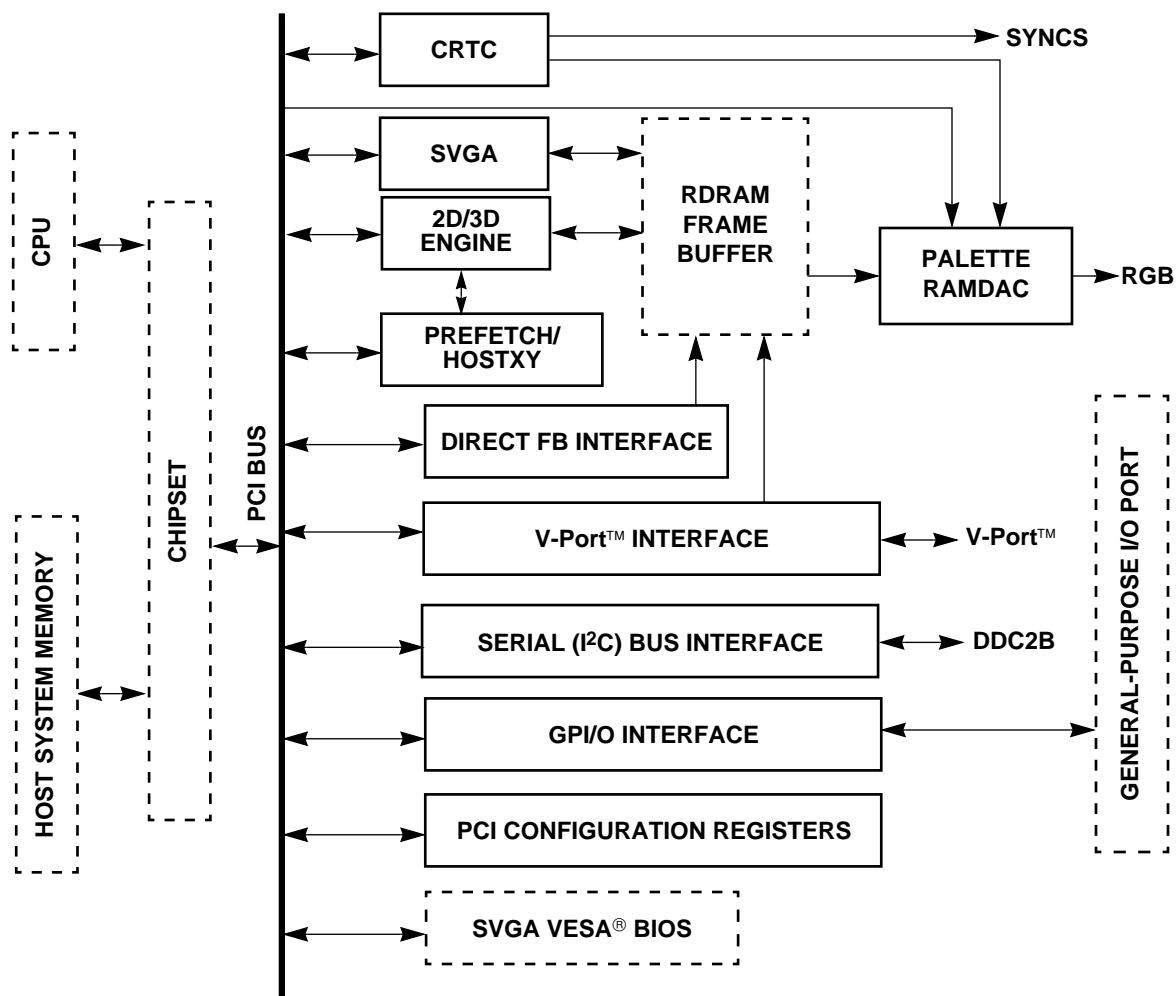 CRTC
SYNCS
SVGA
RDRAM
FRAME
BUFFER
2D/3D
ENGINE
PALETTE
RAMDAC
RGB
PREFETCH/
HOSTXY
CPU
CHIPSET
PCI BUS
DIRECT FB INTERFACE
V-Port™ INTERFACE
V-Port™
HOST SYSTEM MEMORY
SERIAL (I²C) BUS INTERFACE
DDC2B
GENERAL-PURPOSE I/O PORT
GPI/O INTERFACE
PCI CONFIGURATION REGISTERS
SVGA VESA® BIOS